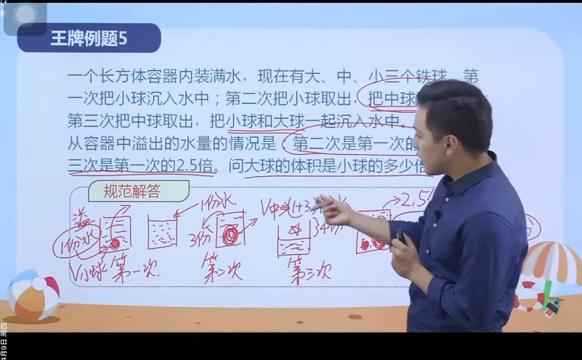 王牌例题5
一个长方体容器内装满水，现在有大、中、小三个铁球，第
一次把小球沉入水中；第二次把小球取出，把中球
第三次把中球取出，把小球和大球一起沉入水中。
从容器中溢出的水量的情况是：第二次是第一次的
三次是第一次的2.5倍。问大球的体积是小球的多少倍
规范解答
溢
1份水
1份水
3份
V中
(1+3)份水
4份
2.5
V小球
第一次
第二次
第三次